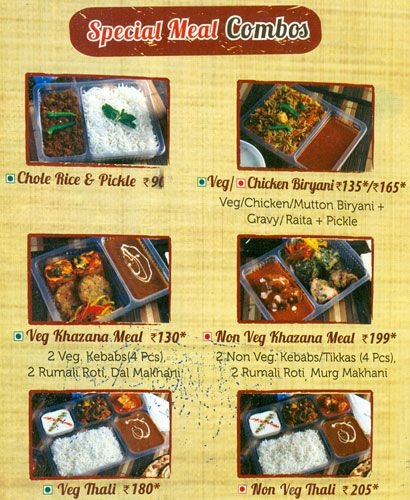 Special Meal Combos
Chole Rice & Pickle ₹90
Veg/ Chicken Biryani ₹135*/₹165*
Veg/Chicken/Mutton Biryani +
Gravy/Raita + Pickle
Veg Khazana Meal ₹130*
2 Veg. Kebabs(4 Pcs),
2 Rumali Roti, Dal Makhani
Non Veg Khazana Meal ₹199*
2 Non Veg. Kebabs/Tikkas (4 Pcs),
2 Rumali Roti Murg Makhani
Veg Thali ₹180*
Non Veg Thali ₹205*